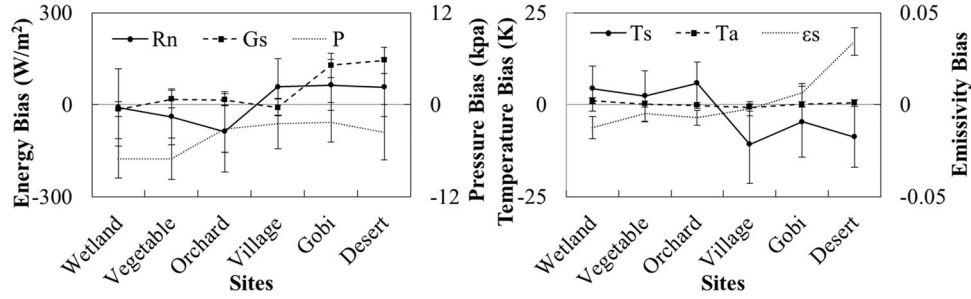 300
0
-300
Energy Bias (W/m²)
Rn Gs P
12
0
-12
Pressure Bias (kpa)
Wetland
Vegetable
Orchard
Village
Gobi
Desert
Sites
25
0
-25
Temperature Bias (K)
Ts Ta εs
0.05
0
-0.05
Emissivity Bias
Wetland
Vegetable
Orchard
Village
Gobi
Desert
Sites